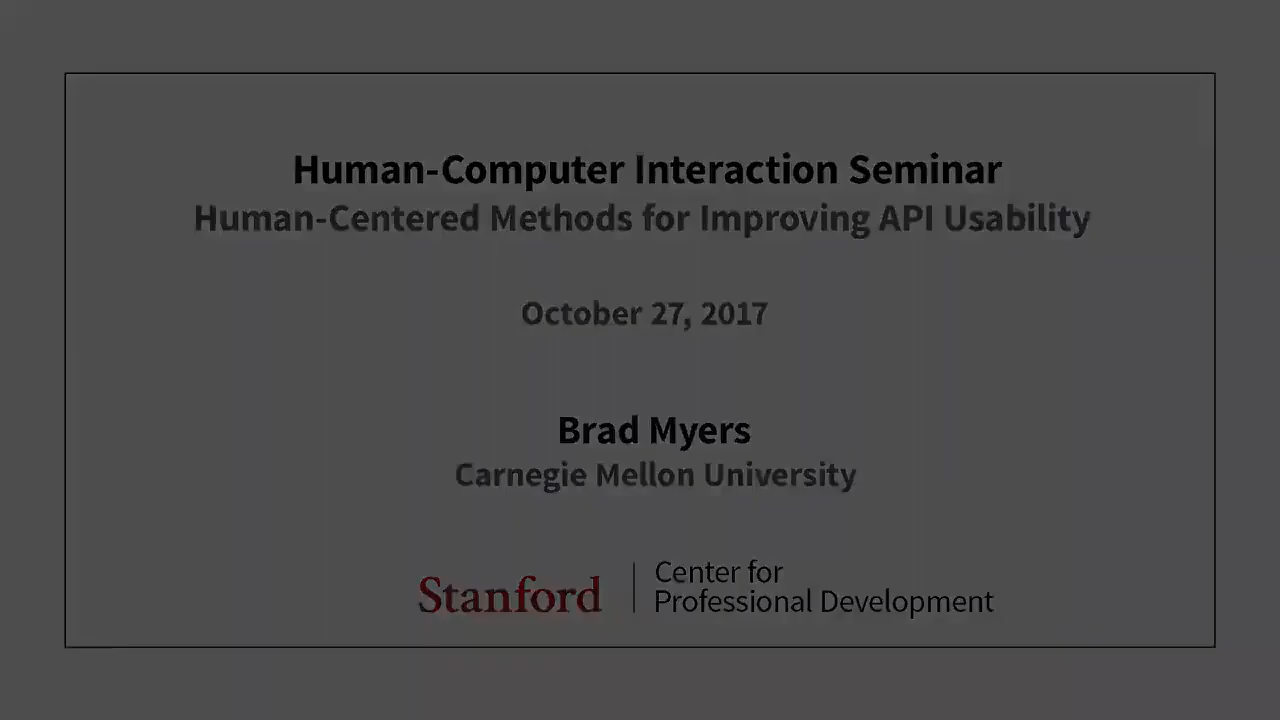 Human-Computer Interaction Seminar
Human-Centered Methods for Improving API Usability
October 27, 2017
Brad Myers
Carnegie Mellon University
Stanford
Center for
Professional Development